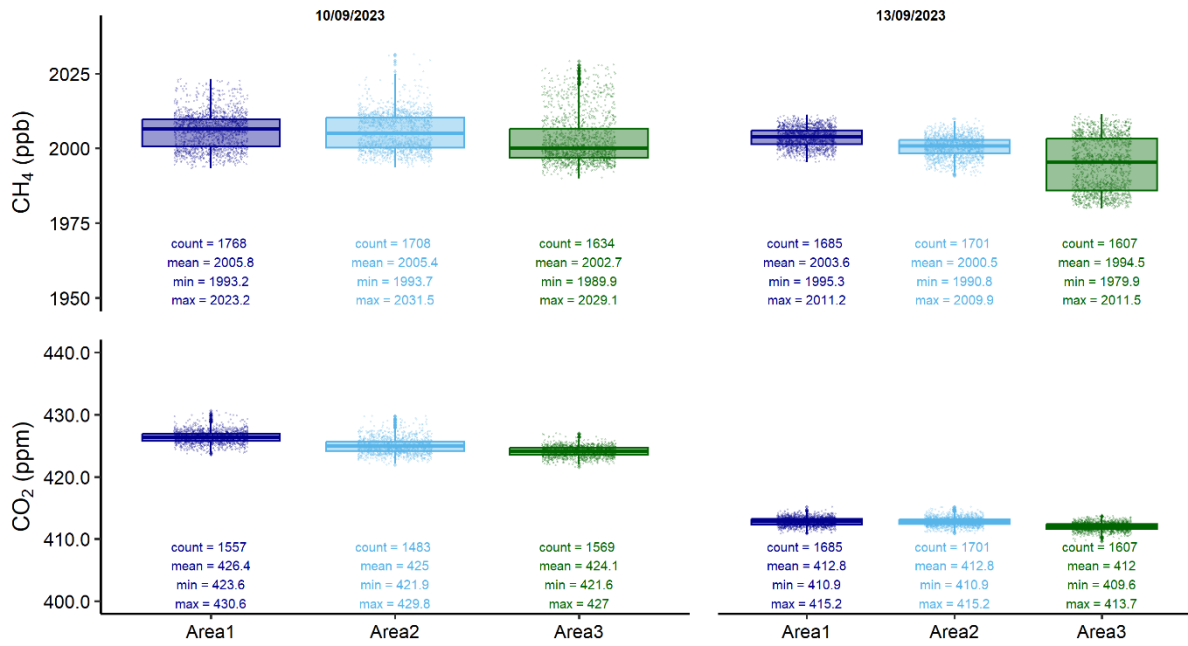 10/09/2023 13/09/2023
CH₄ (ppb)
2025
2000
1975
1950
count = 1768 count = 1708 count = 1634 count = 1685 count = 1701 count = 1607
mean = 2005.8 mean = 2005.4 mean = 2002.7 mean = 2003.6 mean = 2000.5 mean = 1994.5
min = 1993.2 min = 1993.7 min = 1989.9 min = 1995.3 min = 1990.8 min = 1979.9
max = 2023.2 max = 2031.5 max = 2029.1 max = 2011.2 max = 2009.9 max = 2011.5
CO₂ (ppm)
440.0
430.0
420.0
410.0
400.0
count = 1557 count = 1483 count = 1569 count = 1685 count = 1701 count = 1607
mean = 426.4 mean = 425 mean = 424.1 mean = 412.8 mean = 412.8 mean = 412
min = 423.6 min = 421.9 min = 421.6 min = 410.9 min = 410.9 min = 409.6
max = 430.6 max = 429.8 max = 427 max = 415.2 max = 415.2 max = 413.7
Area1 Area2 Area3 Area1 Area2 Area3